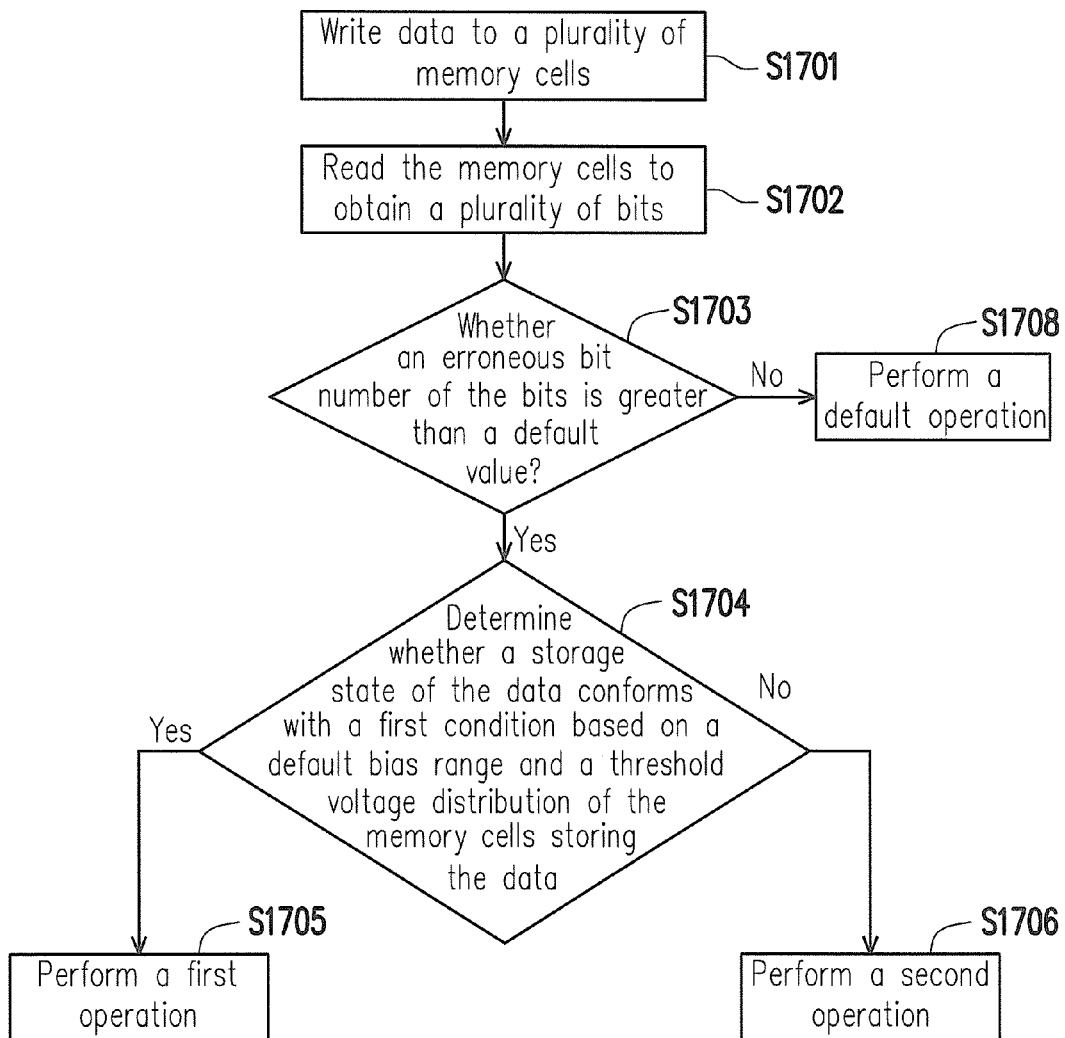 Write data to a plurality of
memory cells
S1701
Read the memory cells to
obtain a plurality of bits
S1702
Whether
an erroneous bit
number of the bits is greater
than a default
value?
S1703
No
S1708
Perform a
default operation
Yes
Determine
whether a storage
state of the data conforms
with a first condition based on a
default bias range and a threshold
voltage distribution of the
memory cells storing
the data
S1704
Yes
No
S1705
Perform a first
operation
S1706
Perform a second
operation